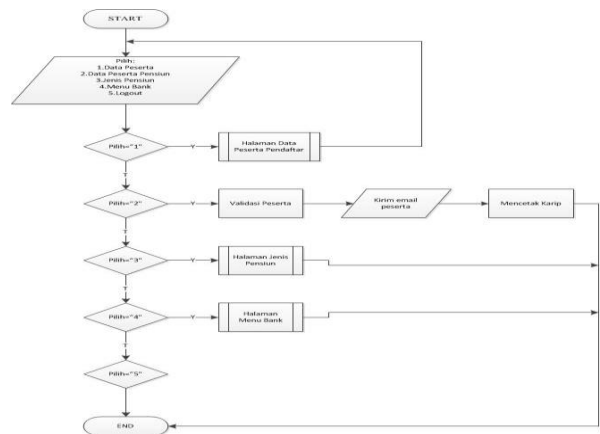 START
Pilih:
1.Data Peserta
2.Data Peserta Pensiun
3.Jenis Pensiun
4.Menu Bank
5.Logout
Pilih="1"
Y
Halaman Data
Peserta Pendaftar
Y
Pilih="2"
Y
Validasi Peserta
Kirim email
peserta
Mencetak Karip
Y
Pilih="3"
Y
Halaman Jenis
Pensiun
Y
Pilih="4"
Y
Halaman
Menu Bank
Y
Pilih="5"
END